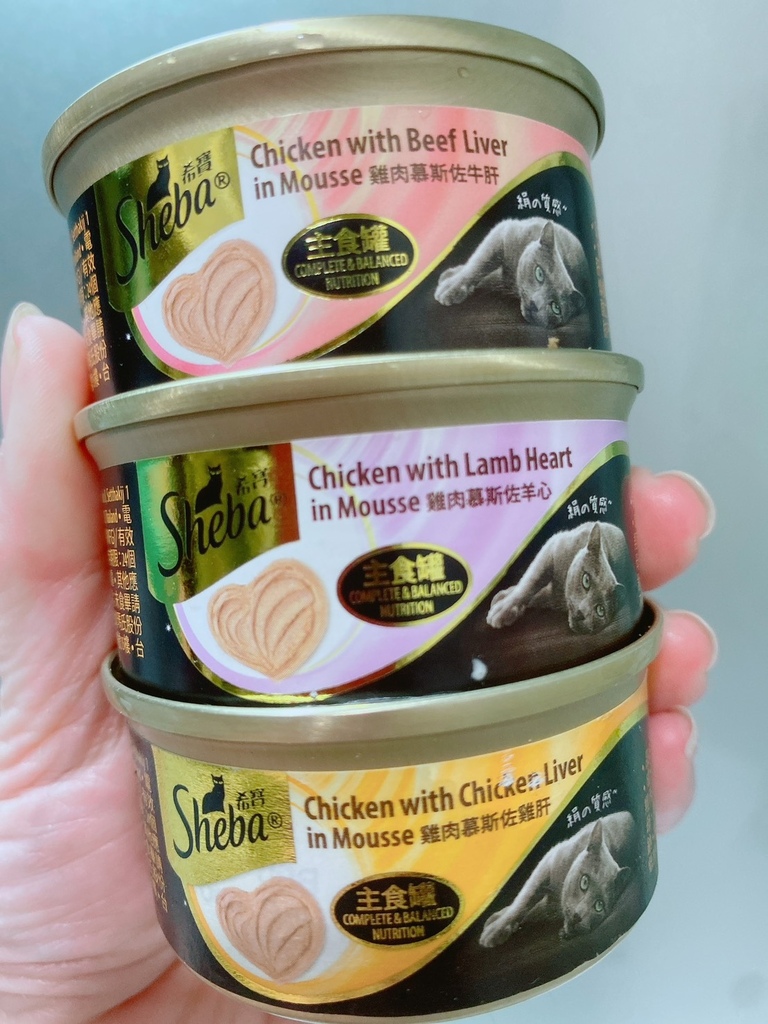 希寶
Sheba®
Chicken with Beef Liver
in Mousse 雞肉慕斯佐牛肝
主食罐
COMPLETE & BALANCED
NUTRITION
絹の質感~
希寶
Sheba®
Chicken with Lamb Heart
in Mousse 雞肉慕斯佐羊心
主食罐
COMPLETE & BALANCED
NUTRITION
絹の質感~
希寶
Sheba®
Chicken with Chicken Liver
in Mousse 雞肉慕斯佐雞肝
主食罐
COMPLETE & BALANCED
NUTRITION
絹の質感~